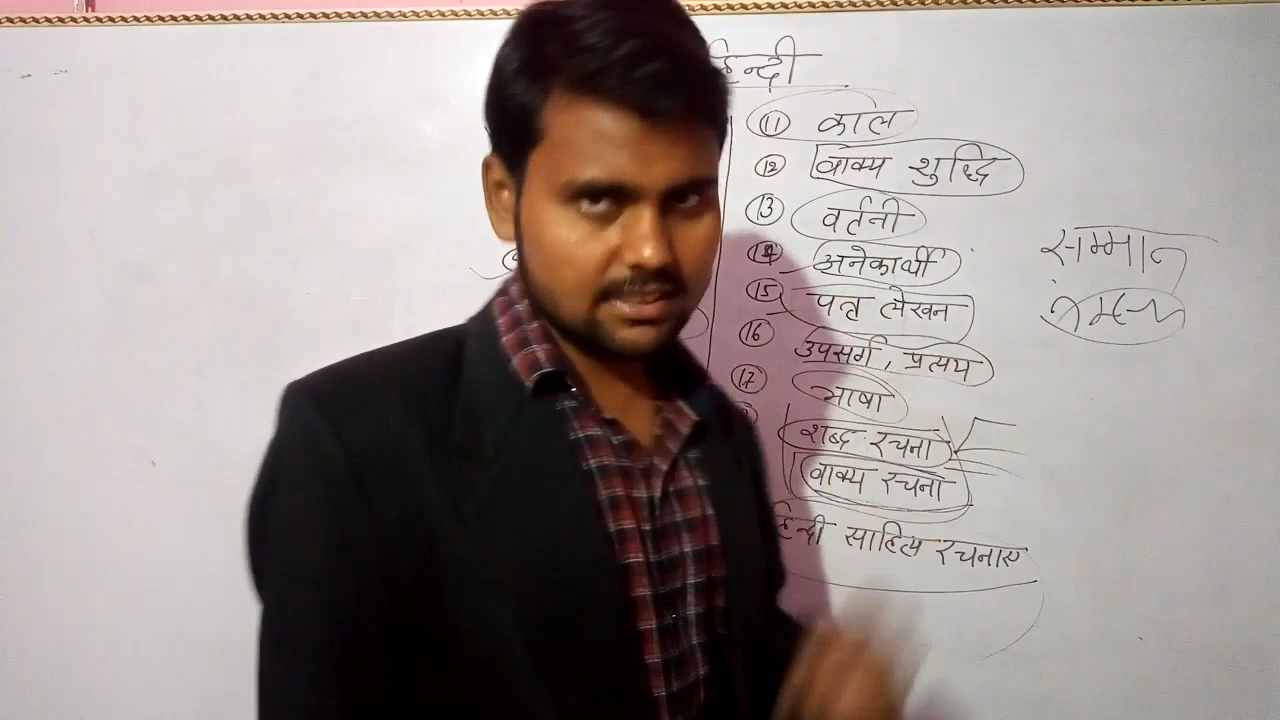 हिन्दी
11 काल
12 वाक्य शुद्धि
13 वर्तनी
14 अनेकार्थी
15 पत्र लेखन
16 उपसर्ग, प्रत्यय
17 भाषा
शब्द रचना
वाक्य रचना
हिन्दी साहित्य रचनाए
सम्मान